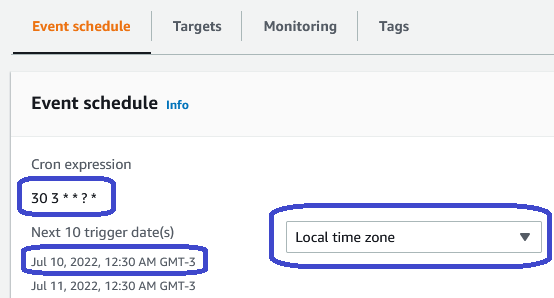 Event schedule Targets Monitoring Tags
Event schedule Info
Cron expression
30 3 * * ? *
Next 10 trigger date(s)
Local time zone
Jul 10, 2022, 12:30 AM GMT-3
Jul 11, 2022, 12:30 AM GMT-3